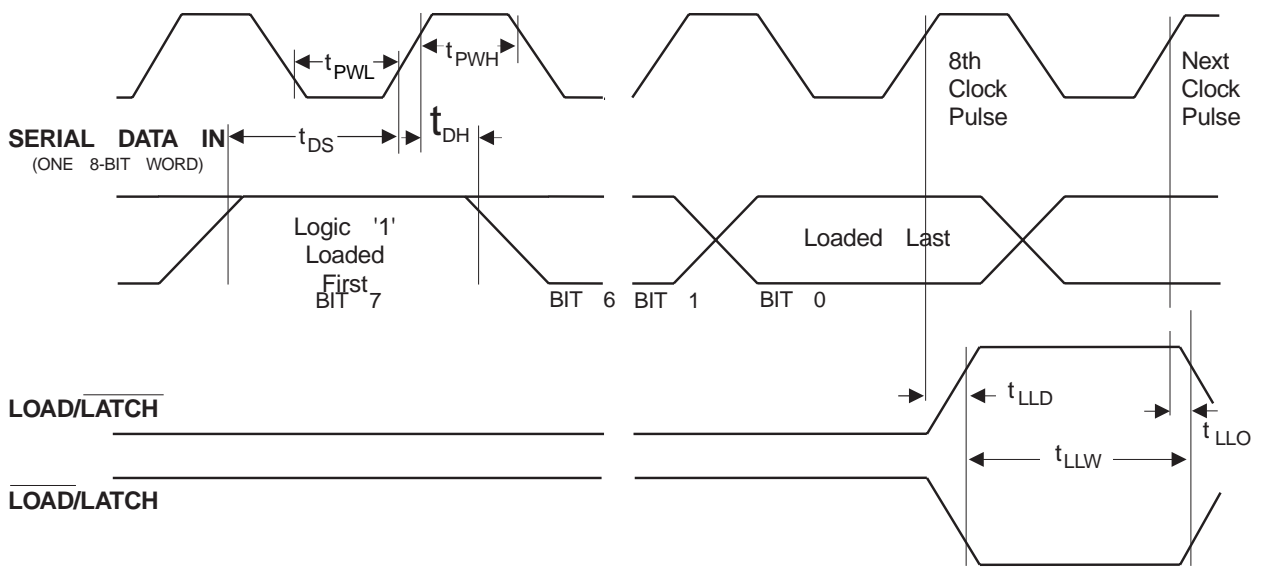 tPWL
tPWH
8th
Clock
Pulse
Next
Clock
Pulse
SERIAL DATA IN
(ONE 8-BIT WORD)
tDS
tDH
Logic '1'
Loaded
First
BIT 7
BIT 6
BIT 1
BIT 0
Loaded Last
LOAD/LATCH
tLLD
tLLO
tLLW
LOAD/LATCH